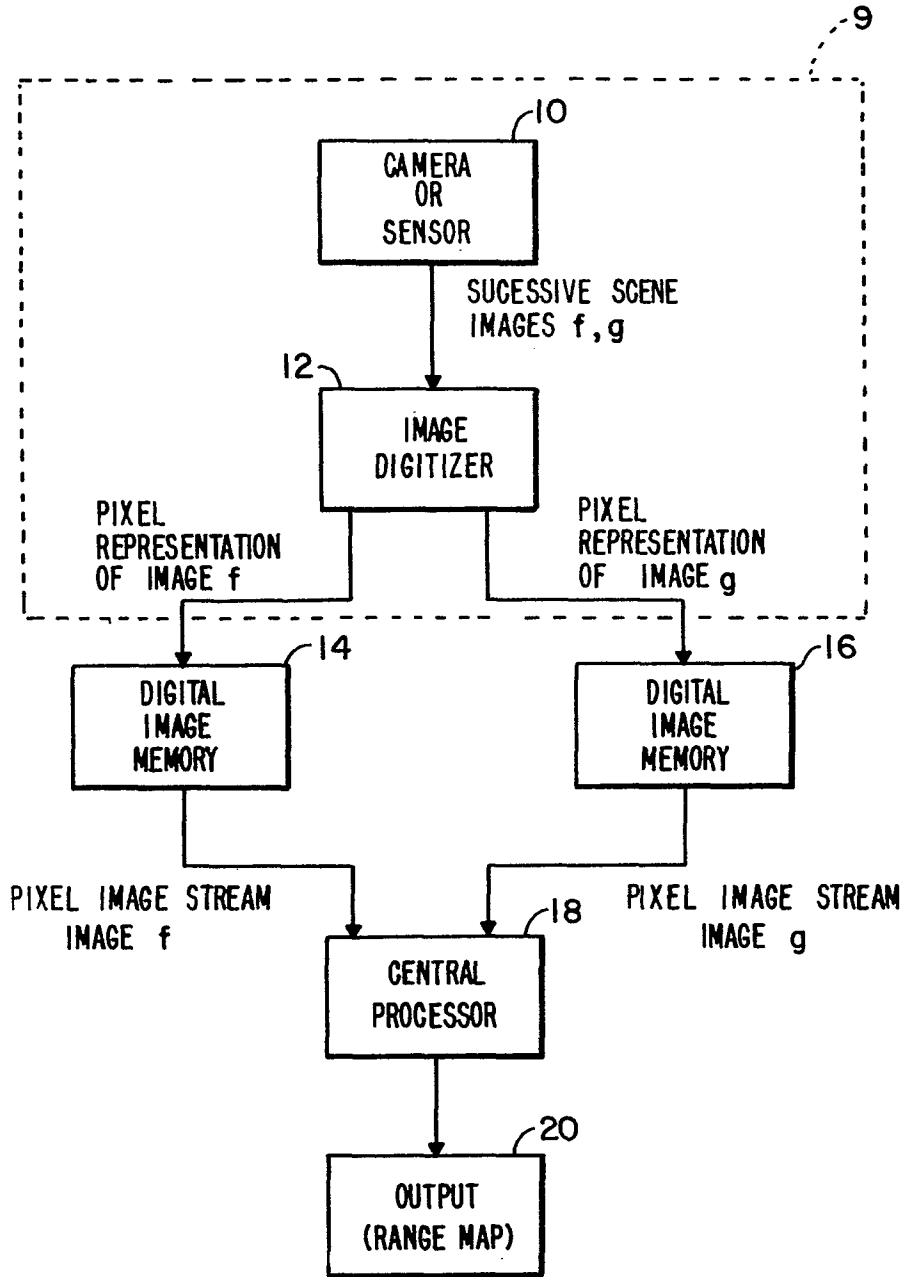 9
10
CAMERA
OR
SENSOR
SUCESSIVE SCENE
IMAGES f,g
12
IMAGE
DIGITIZER
PIXEL
REPRESENTATION
OF IMAGE f
PIXEL
REPRESENTATION
OF IMAGE g
14
DIGITAL
IMAGE
MEMORY
16
DIGITAL
IMAGE
MEMORY
PIXEL IMAGE STREAM
IMAGE f
PIXEL IMAGE STREAM
IMAGE g
18
CENTRAL
PROCESSOR
20
OUTPUT
(RANGE MAP)